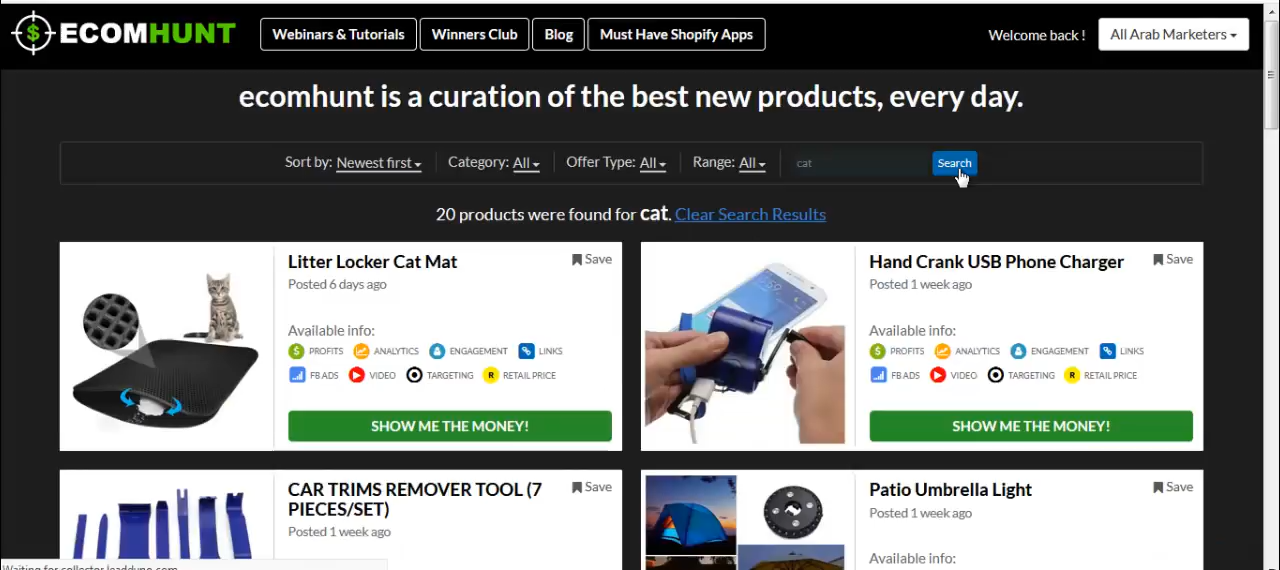 ECOMHUNT
Webinars & Tutorials
Winners Club
Blog
Must Have Shopify Apps
Welcome back !
All Arab Marketers
ecomhunt is a curation of the best new products, every day.
Sort by: Newest first
Category: All
Offer Type: All
Range: All
cat
Search
20 products were found for cat. Clear Search Results
Litter Locker Cat Mat
Save
Posted 6 days ago
Available info:
PROFITS ANALYTICS ENGAGEMENT LINKS
FB ADS VIDEO TARGETING R RETAIL PRICE
SHOW ME THE MONEY!
Hand Crank USB Phone Charger
Save
Posted 1 week ago
Available info:
PROFITS ANALYTICS ENGAGEMENT LINKS
FB ADS VIDEO TARGETING R RETAIL PRICE
SHOW ME THE MONEY!
CAR TRIMS REMOVER TOOL (7
PIECES/SET)
Save
Posted 1 week ago
Patio Umbrella Light
Save
Posted 1 week ago
Available info:
Waiting for collector.leaddyno.com